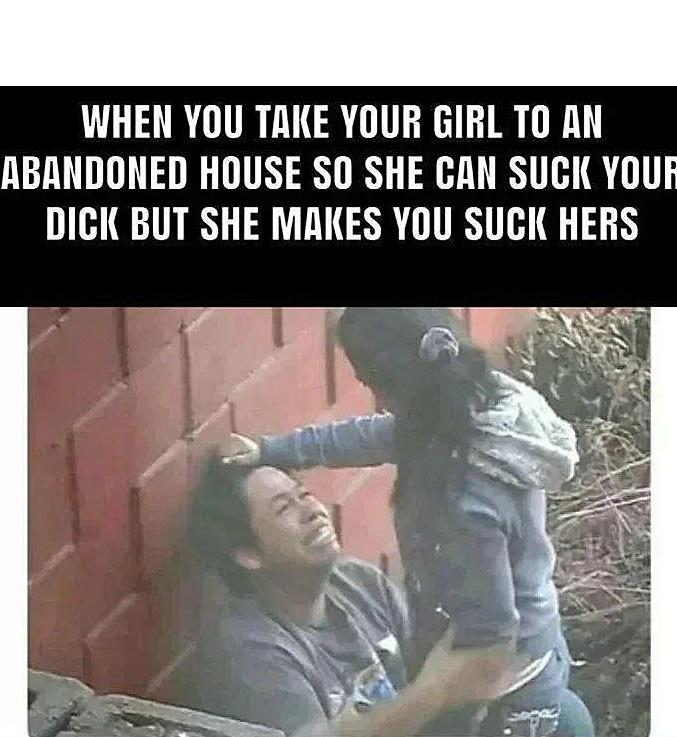 WHEN YOU TAKE YOUR GIRL TO AN
ABANDONED HOUSE SO SHE CAN SUCK YOUR
DICK BUT SHE MAKES YOU SUCK HERS